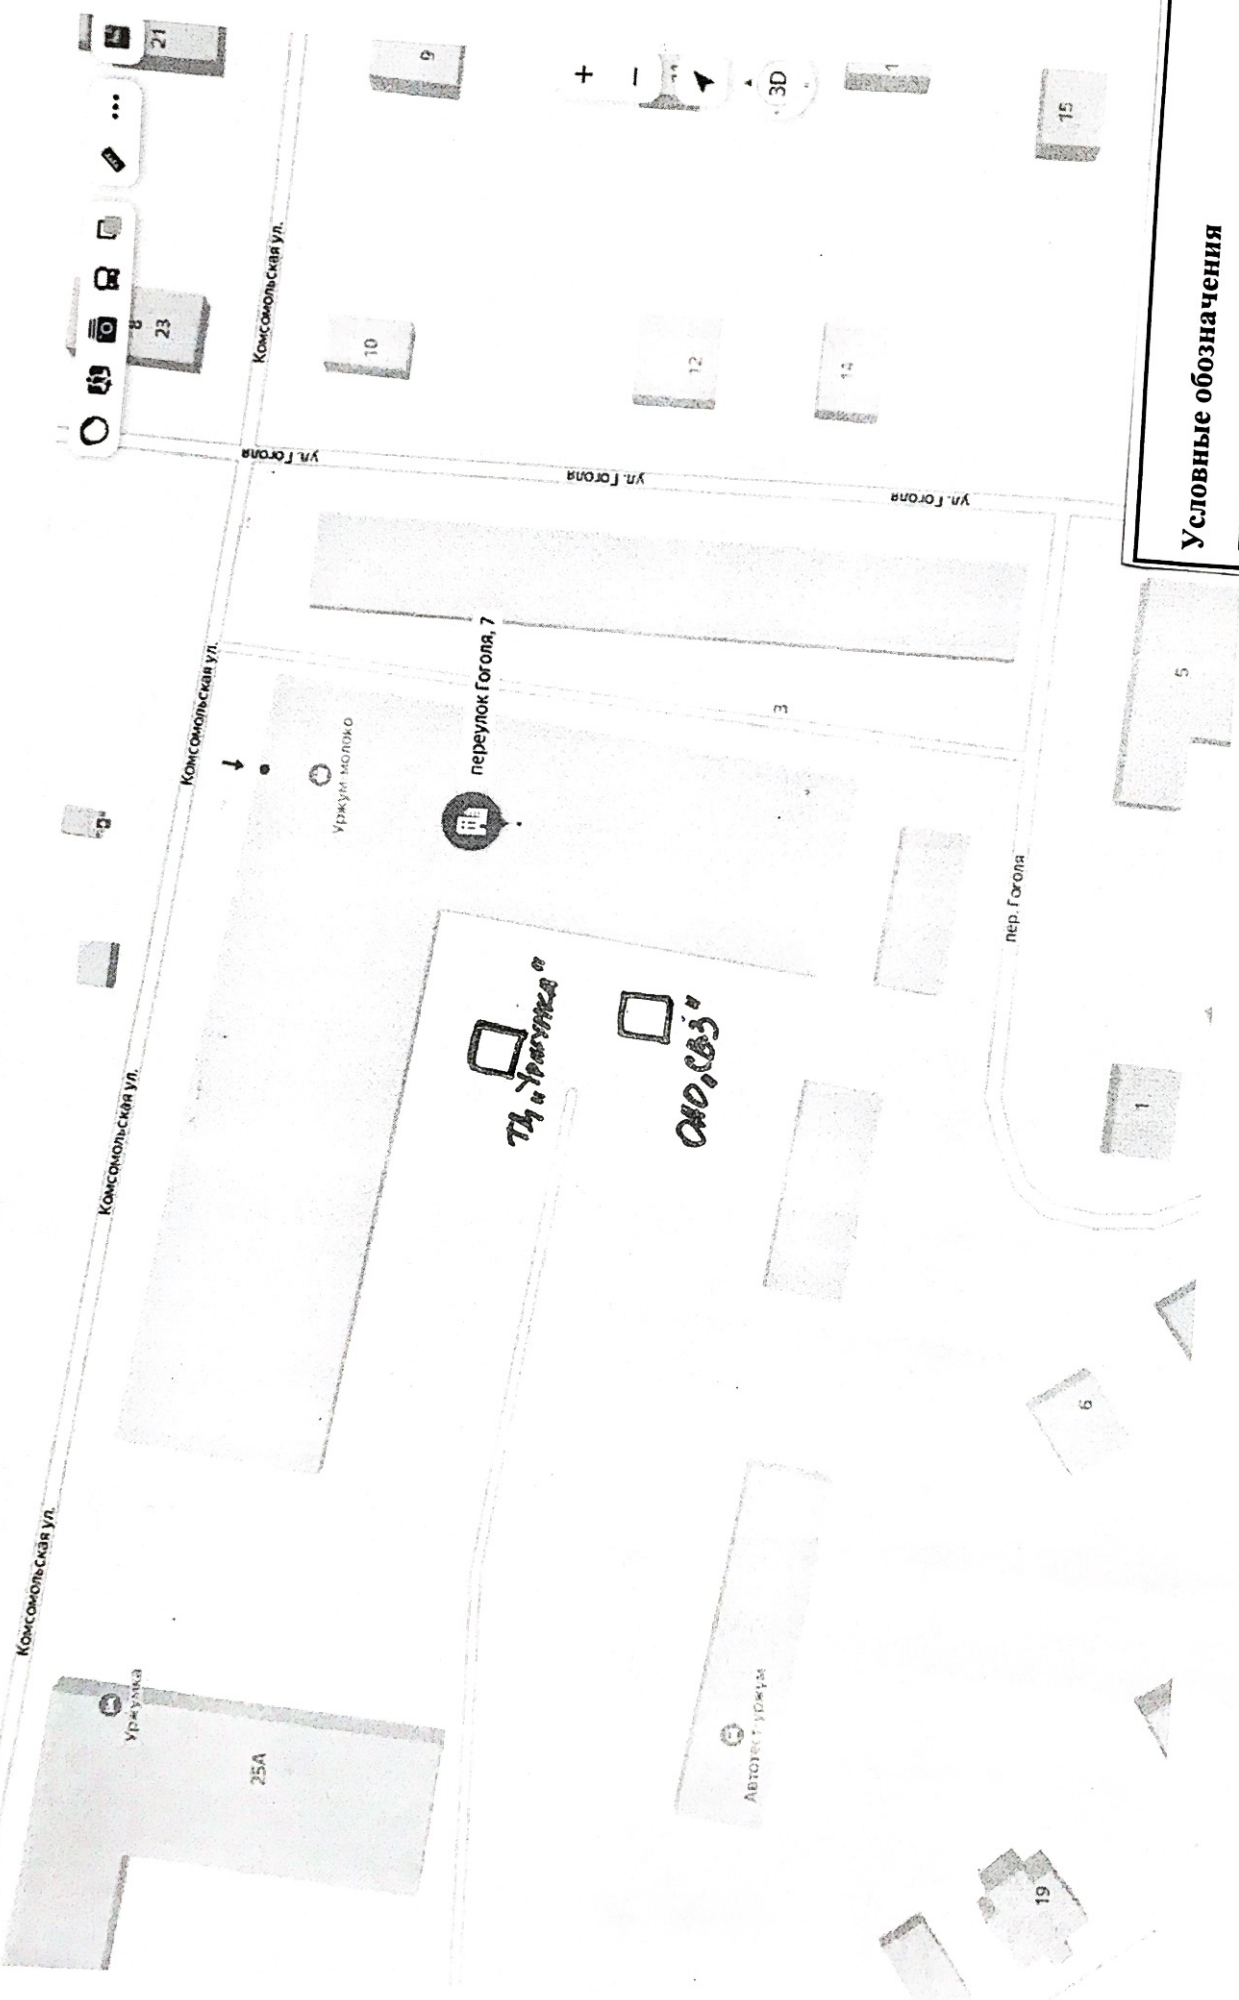 Комсомольская ул.
Комсомольская ул.
Комсомольская ул.
Комсомольская ул.
21
23
8
9
10
12
14
15
3D
ул. Гоголя
ул. Гоголя
ул. Гоголя
Уржум молоко
переулок Гоголя, 7
3
пер. Гоголя
5
1
6
19
Уржумка
25А
Автотест-уржум
ТЦ „Уржумка"
ОАО „СВЗ"
Условные обозначения